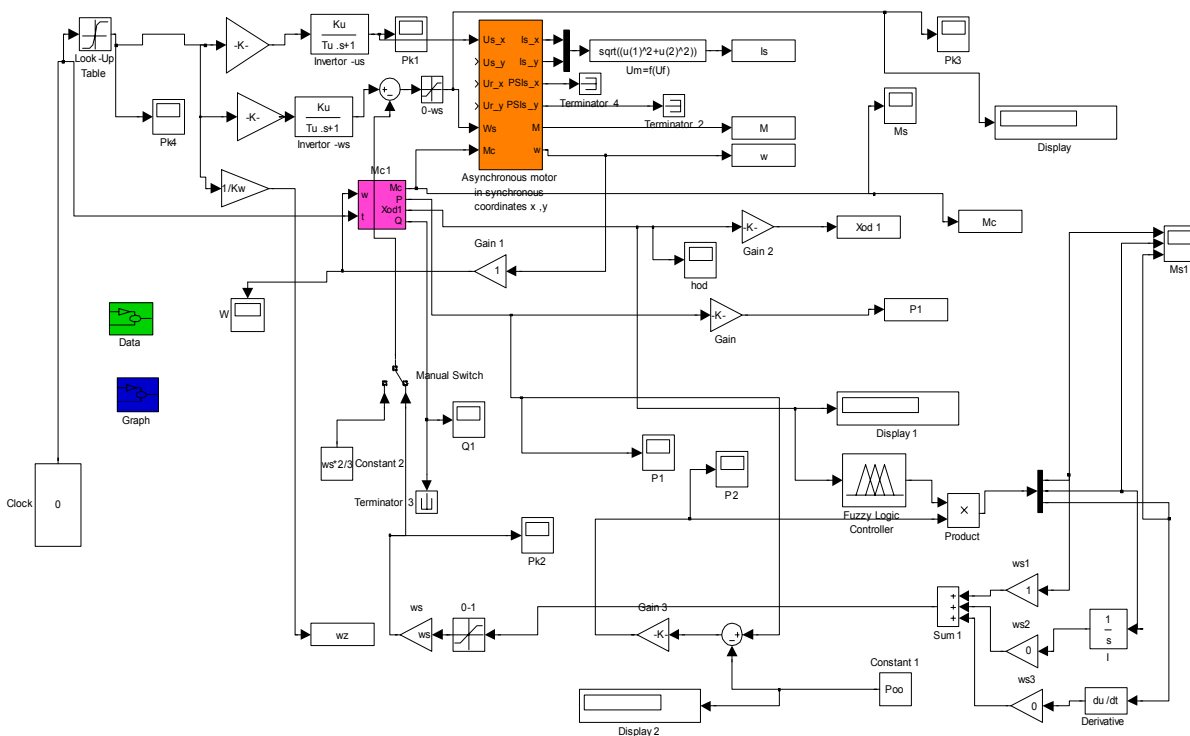 Look -Up
Table
-K-
Ku
Tu .s+1
Invertor -us
Pk1
Pk4
-K-
Ku
Tu .s+1
Invertor -ws
+
−
0-ws
Us_x
Us_y
Ur_x
Ur_y
Ws
Mc
Is_x
Is_y
PSIs_x
PSIs_y
M
w
Asynchronous motor
in synchronous
coordinates x ,y
sqrt((u(1)^2+u(2)^2))
Um=f(Uf)
Is
Terminator 4
Terminator 2
M
w
Pk3
Ms
Display
1/Kw
Mc1
w
t
Mc
P
Xod1
Q
Mc
-K-
Gain 2
Xod 1
Ms1
Gain 1
1
hod
W
-K-
Gain
P1
Data
Graph
Manual Switch
ws*2/3
Constant 2
Q1
Terminator 3
Display 1
P1
P2
Fuzzy Logic
Controller
×
Product
Clock
0
Pk2
ws
ws
0-1
wz
Gain 3
-K-
−
+
Constant 1
Poo
Display 2
+
+
+
Sum 1
ws1
1
ws2
0
1
s
I
ws3
0
du /dt
Derivative